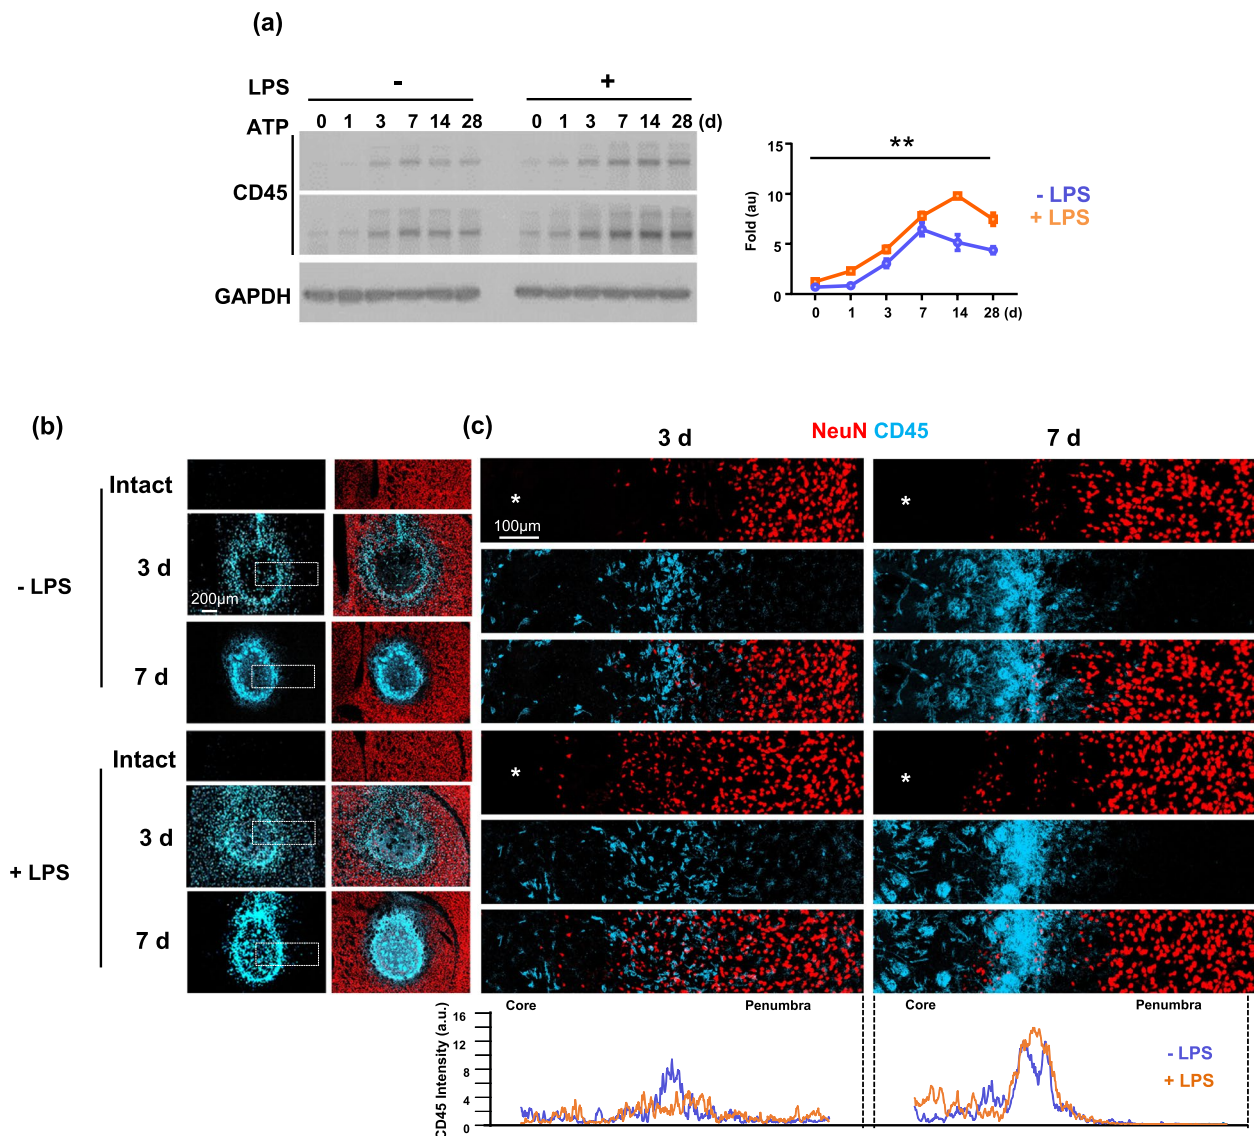 (a)
LPS - +
ATP 0 1 3 7 14 28 0 1 3 7 14 28 (d)
CD45
GAPDH
**
15
10
5
0
Fold (au)
0 1 3 7 14 28 (d)
- LPS
+ LPS
(b)
Intact
3 d
200µm
7 d
- LPS
Intact
3 d
7 d
+ LPS
(c)
3 d
NeuN CD45
7 d
*
100µm
*
*
*
Core Penumbra
Core Penumbra
CD45 Intensity (a.u.)
16
12
8
4
0
- LPS
+ LPS